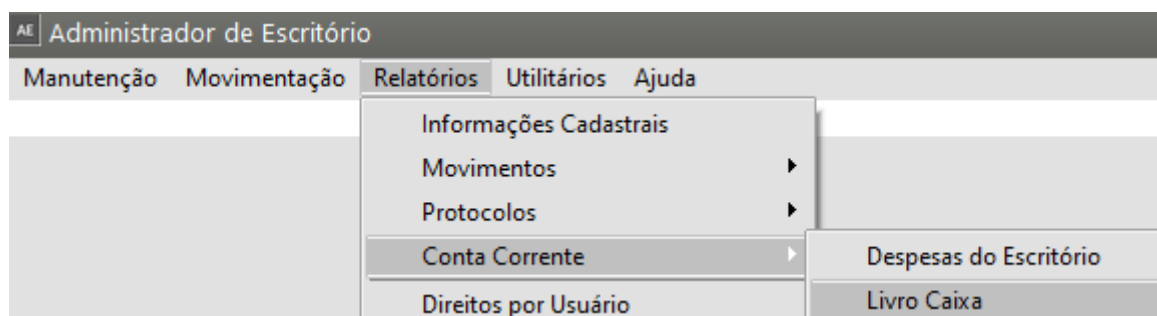 AE Administrador de Escritório
Manutenção Movimentação Relatórios Utilitários Ajuda
Informações Cadastrais
Movimentos
Protocolos
Conta Corrente Despesas do Escritório
Direitos por Usuário Livro Caixa